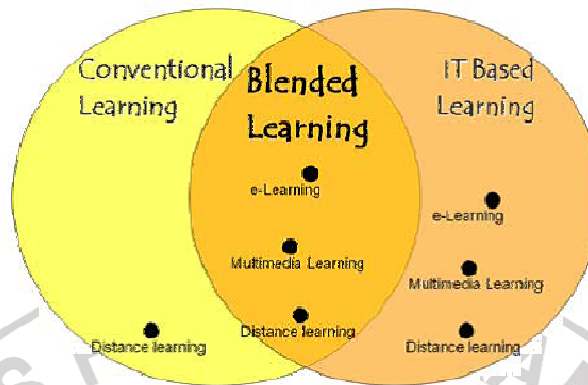 Conventional
Learning
Blended
Learning
IT Based
Learning
e-Learning
Multimedia Learning
Distance learning
e-Learning
Multimedia Learning
Distance learning
Distance learning